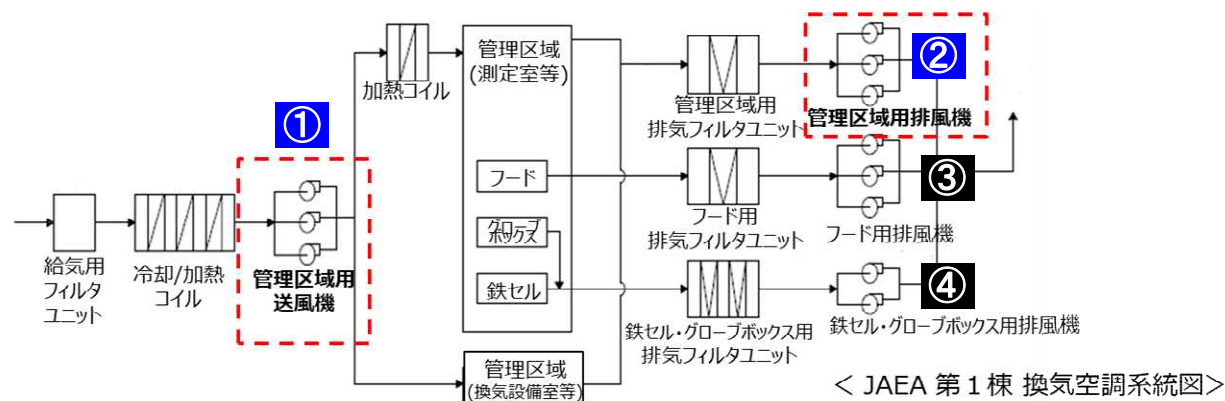 給気用
フィルタ
ユニット
冷却/加熱
コイル
①
管理区域用
送風機
加熱コイル
管理区域
(測定室等)
フード
グローブ
ボックス
鉄セル
管理区域
(換気設備室等)
管理区域用
排気フィルタユニット
フード用
排気フィルタユニット
鉄セル・グローブボックス用
排気フィルタユニット
②
管理区域用排風機
③
フード用排風機
④
鉄セル・グローブボックス用排風機
＜ JAEA 第１棟 換気空調系統図＞